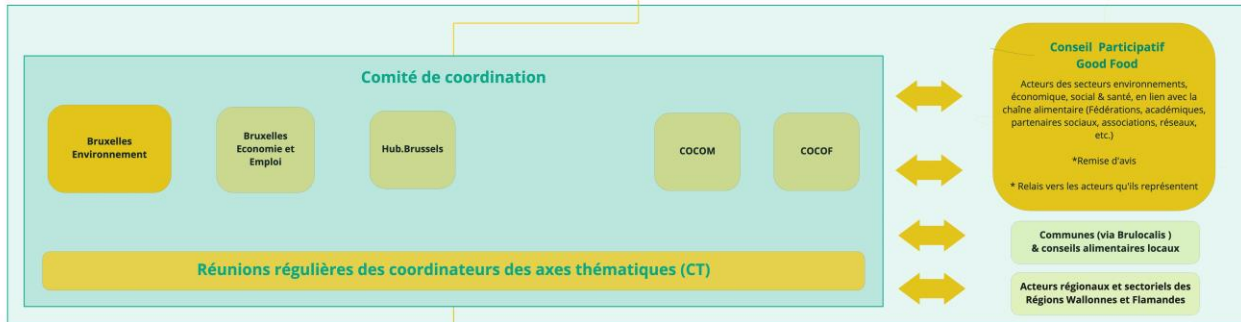 Comité de coordination
Bruxelles
Environnement
Bruxelles
Economie et
Emploi
Hub.Brussels
COCOM
COCOF
Réunions régulières des coordinateurs des axes thématiques (CT)
Conseil Participatif
Good Food
Acteurs des secteurs environnements,
économique, social & santé, en lien avec la
chaîne alimentaire (Fédérations, académiques,
partenaires sociaux, associations, réseaux,
etc.)
*Remise d'avis
* Relais vers les acteurs qu'ils représentent
Communes (via Brulocalis )
& conseils alimentaires locaux
Acteurs régionaux et sectoriels des
Régions Wallonnes et Flamandes